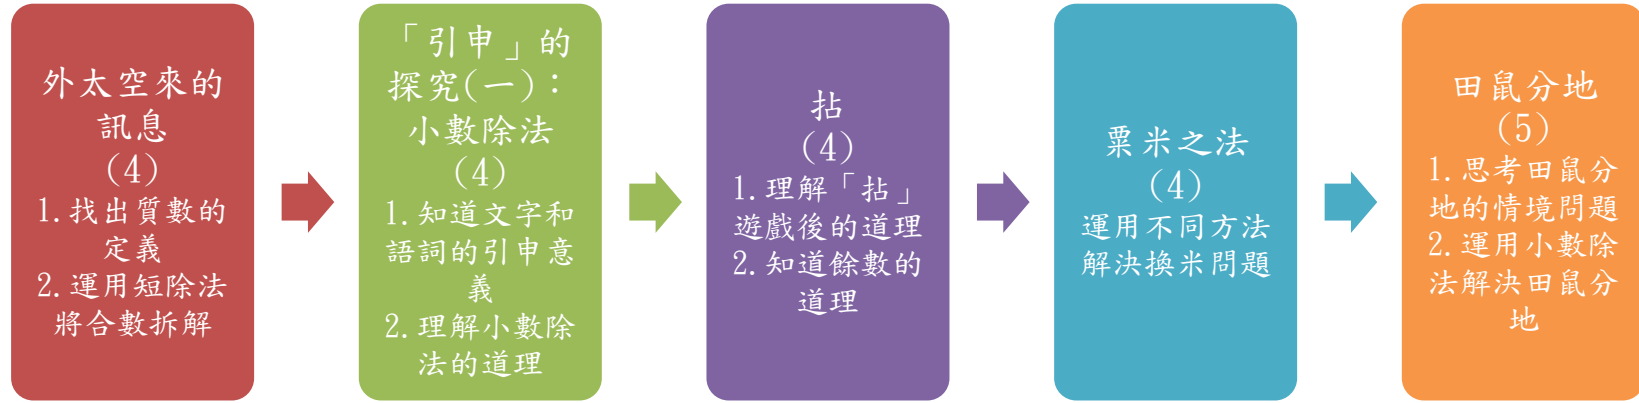 外太空來的
訊息
(4)
1.找出質數的
定義
2.運用短除法
將合數拆解
「引申」的
探究(一)：
小數除法
(4)
1.知道文字和
語詞的引申意
義
2.理解小數除
法的道理
拈
(4)
1.理解「拈」
遊戲後的道理
2.知道餘數的
道理
粟米之法
(4)
運用不同方法
解決換米問題
田鼠分地
(5)
1.思考田鼠分
地的情境問題
2.運用小數除
法解決田鼠分
地